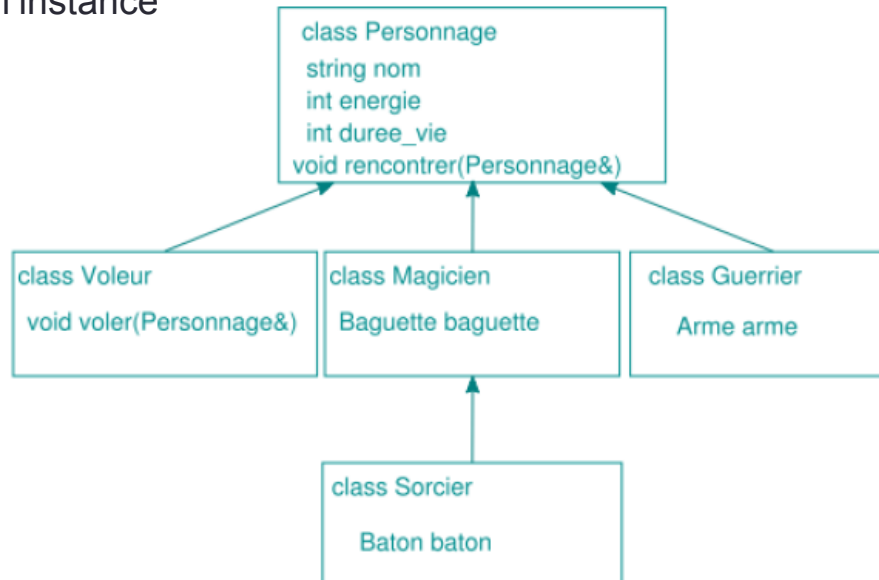 l'instance
class Personnage
string nom
int energie
int duree_vie
void rencontrer(Personnage&)
class Voleur
void voler(Personnage&)
class Magicien
Baguette baguette
class Guerrier
Arme arme
class Sorcier
Baton baton